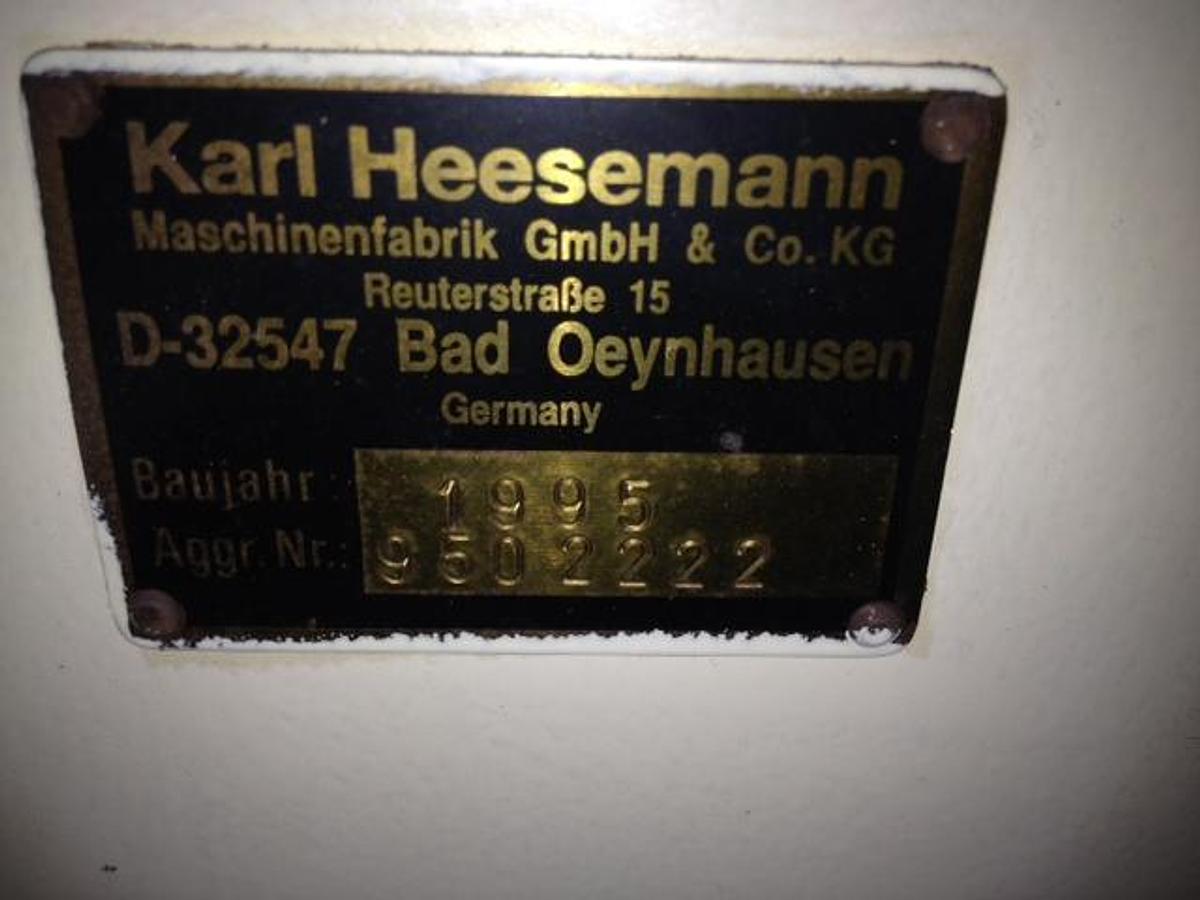 Karl Heesemann
Maschinenfabrik GmbH & Co. KG
Reuterstraße 15
D-32547 Bad Oeynhausen
Germany
Baujahr: 1995
Aggr. Nr.: 9502222